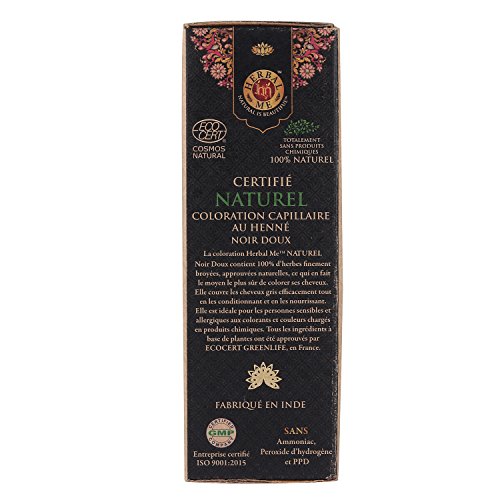 HERBAL ME™
NATURAL IS BEAUTIFUL
ECO
CERT
COSMOS
NATURAL
TOTALEMENT
SANS PRODUITS
CHIMIQUES
100% NATUREL
CERTIFIÉ
NATUREL
COLORATION CAPILLAIRE
AU HENNÉ
NOIR DOUX
La coloration Herbal Me™ NATUREL
Noir Doux contient 100% d'herbes finement
broyées, approuvées naturelles, ce qui en fait
le moyen le plus sûr de colorer ses cheveux.
Elle couvre les cheveux gris efficacement tout
en les conditionnant et en les nourrissant.
Elle est idéale pour les personnes sensibles et
allergiques aux colorants et couleurs chargés
en produits chimiques. Tous les ingrédients à
base de plantes ont été approuvés par
ECOCERT GREENLIFE, en France.
FABRIQUÉ EN INDE
CERTIFIED
GMP
COMPANY
Entreprise certifié
ISO 9001:2015
SANS
Ammoniac,
Peroxide d'hydrogène
et PPD